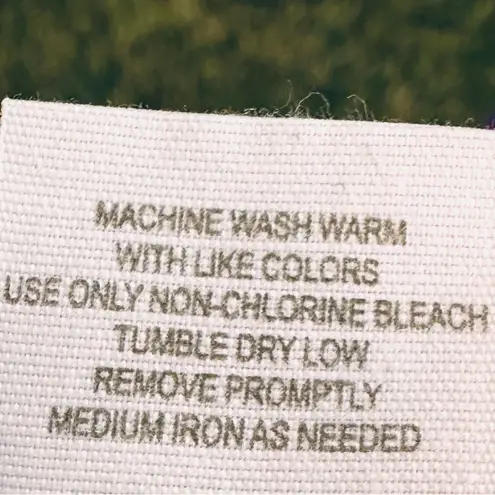 MACHINE WASH WARM
WITH LIKE COLORS
USE ONLY NON-CHLORINE BLEACH
TUMBLE DRY LOW
REMOVE PROMPTLY
MEDIUM IRON AS NEEDED